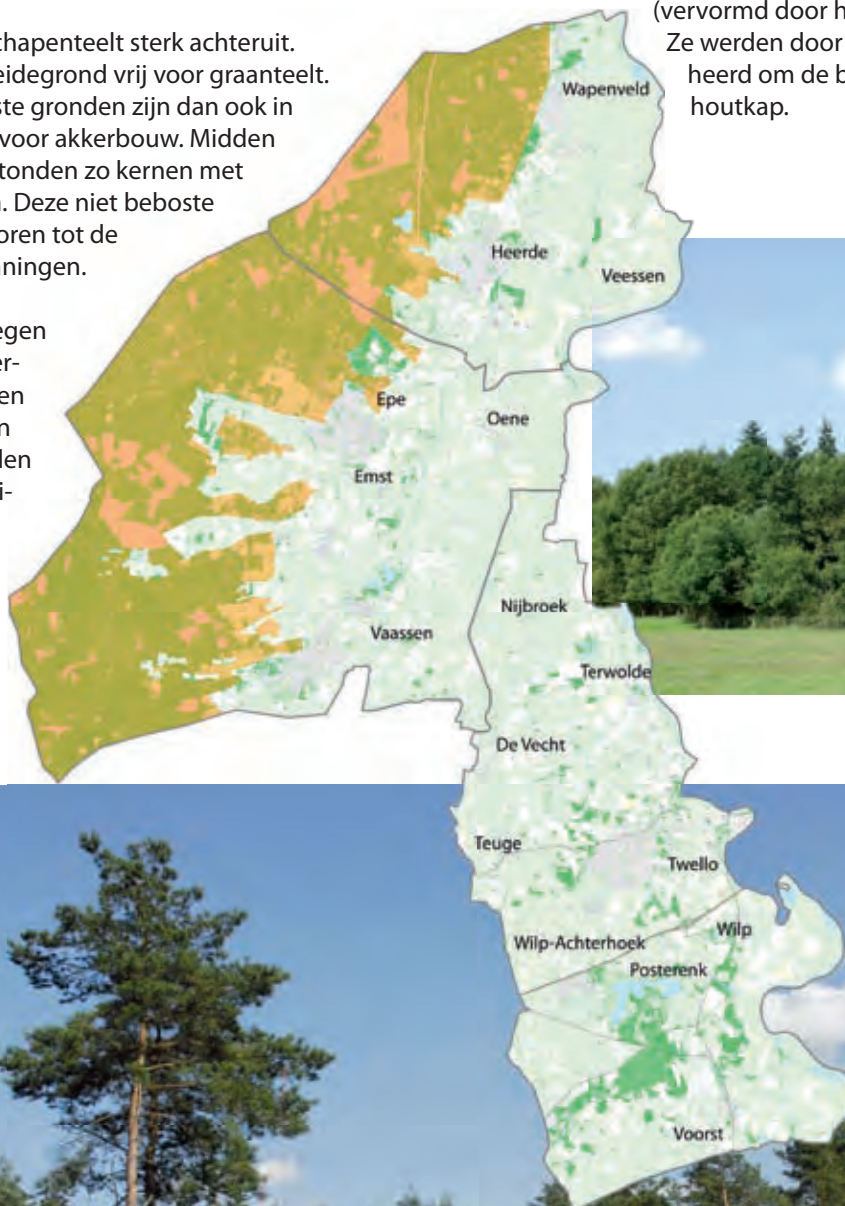 chapenteelt sterk achteruit.
eidegrond vrij voor graanteelt.
ste gronden zijn dan ook in
voor akkerbouw. Midden
tonden zo kernen met
. Deze niet beboste
oren tot de
nningen.
egen
er-
en
n
den
i-
(vervormd door h
Ze werden door
heerd om de b
houtkap.
Wapenveld
Heerde
Veessen
Epe
Oene
Emst
Nijbroek
Vaassen
Terwolde
De Vecht
Teuge
Twello
Wilp-Achterhoek
Wilp
Posterenk
Voorst